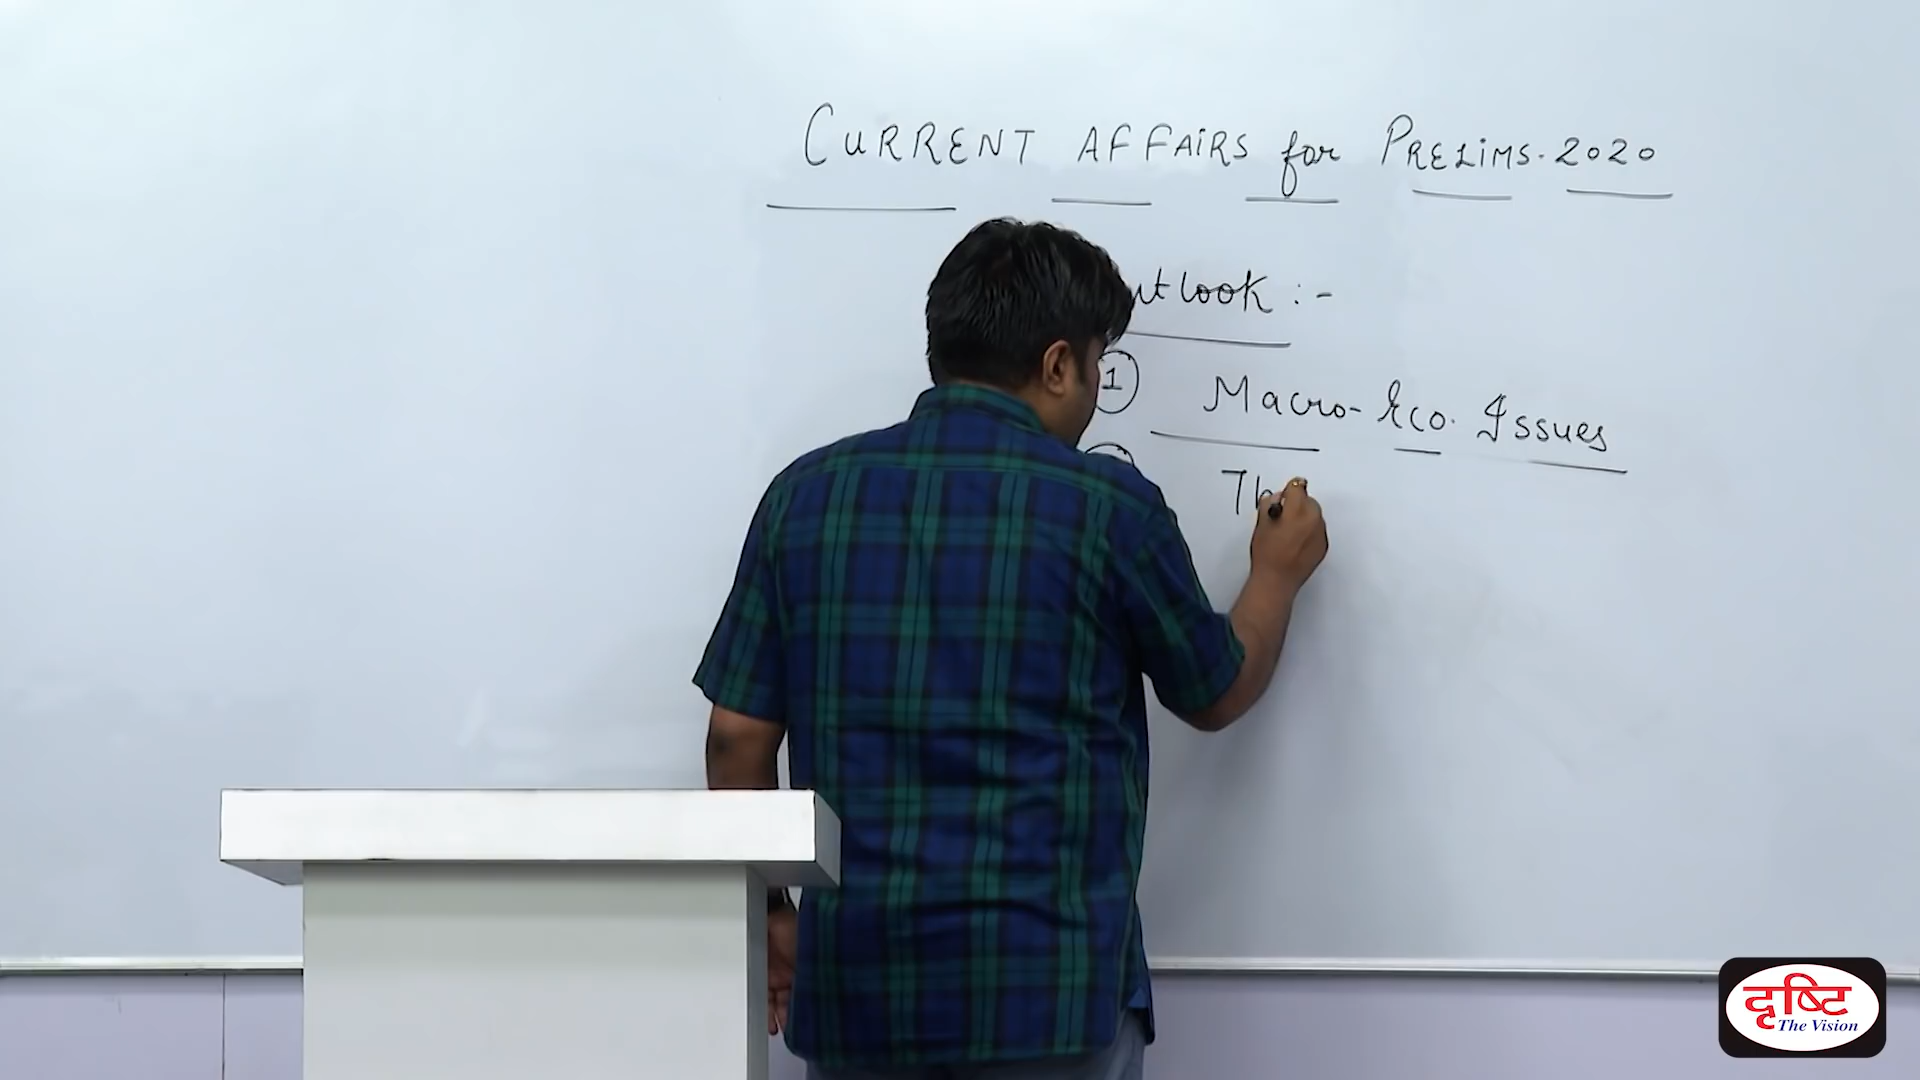 CURRENT AFFAIRS for PRELIMS-2020
utlook :-
1 Macro-Eco. Issues
Th
दृष्टि
The Vision